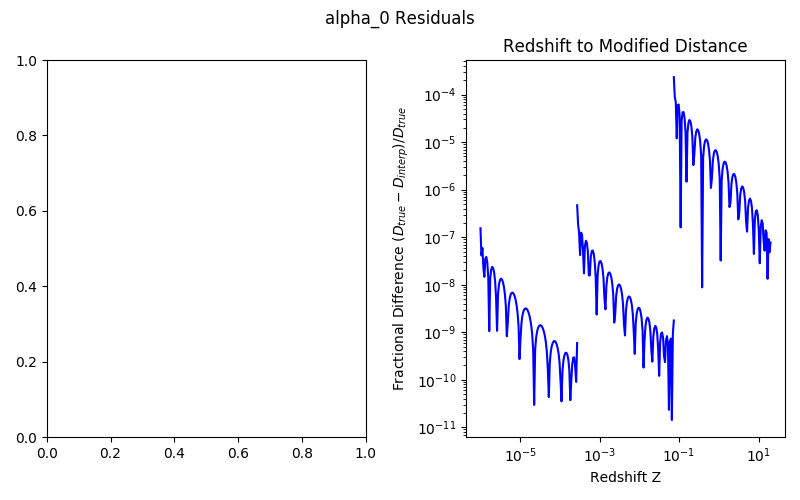 alpha_0 Residuals
1.0
0.8
0.6
0.4
0.2
0.0
0.0 0.2 0.4 0.6 0.8 1.0
Redshift to Modified Distance
Fractional Difference (D_true − D_interp)/D_true
10⁻⁴
10⁻⁵
10⁻⁶
10⁻⁷
10⁻⁸
10⁻⁹
10⁻¹⁰
10⁻¹¹
10⁻⁵ 10⁻³ 10⁻¹ 10¹
Redshift Z